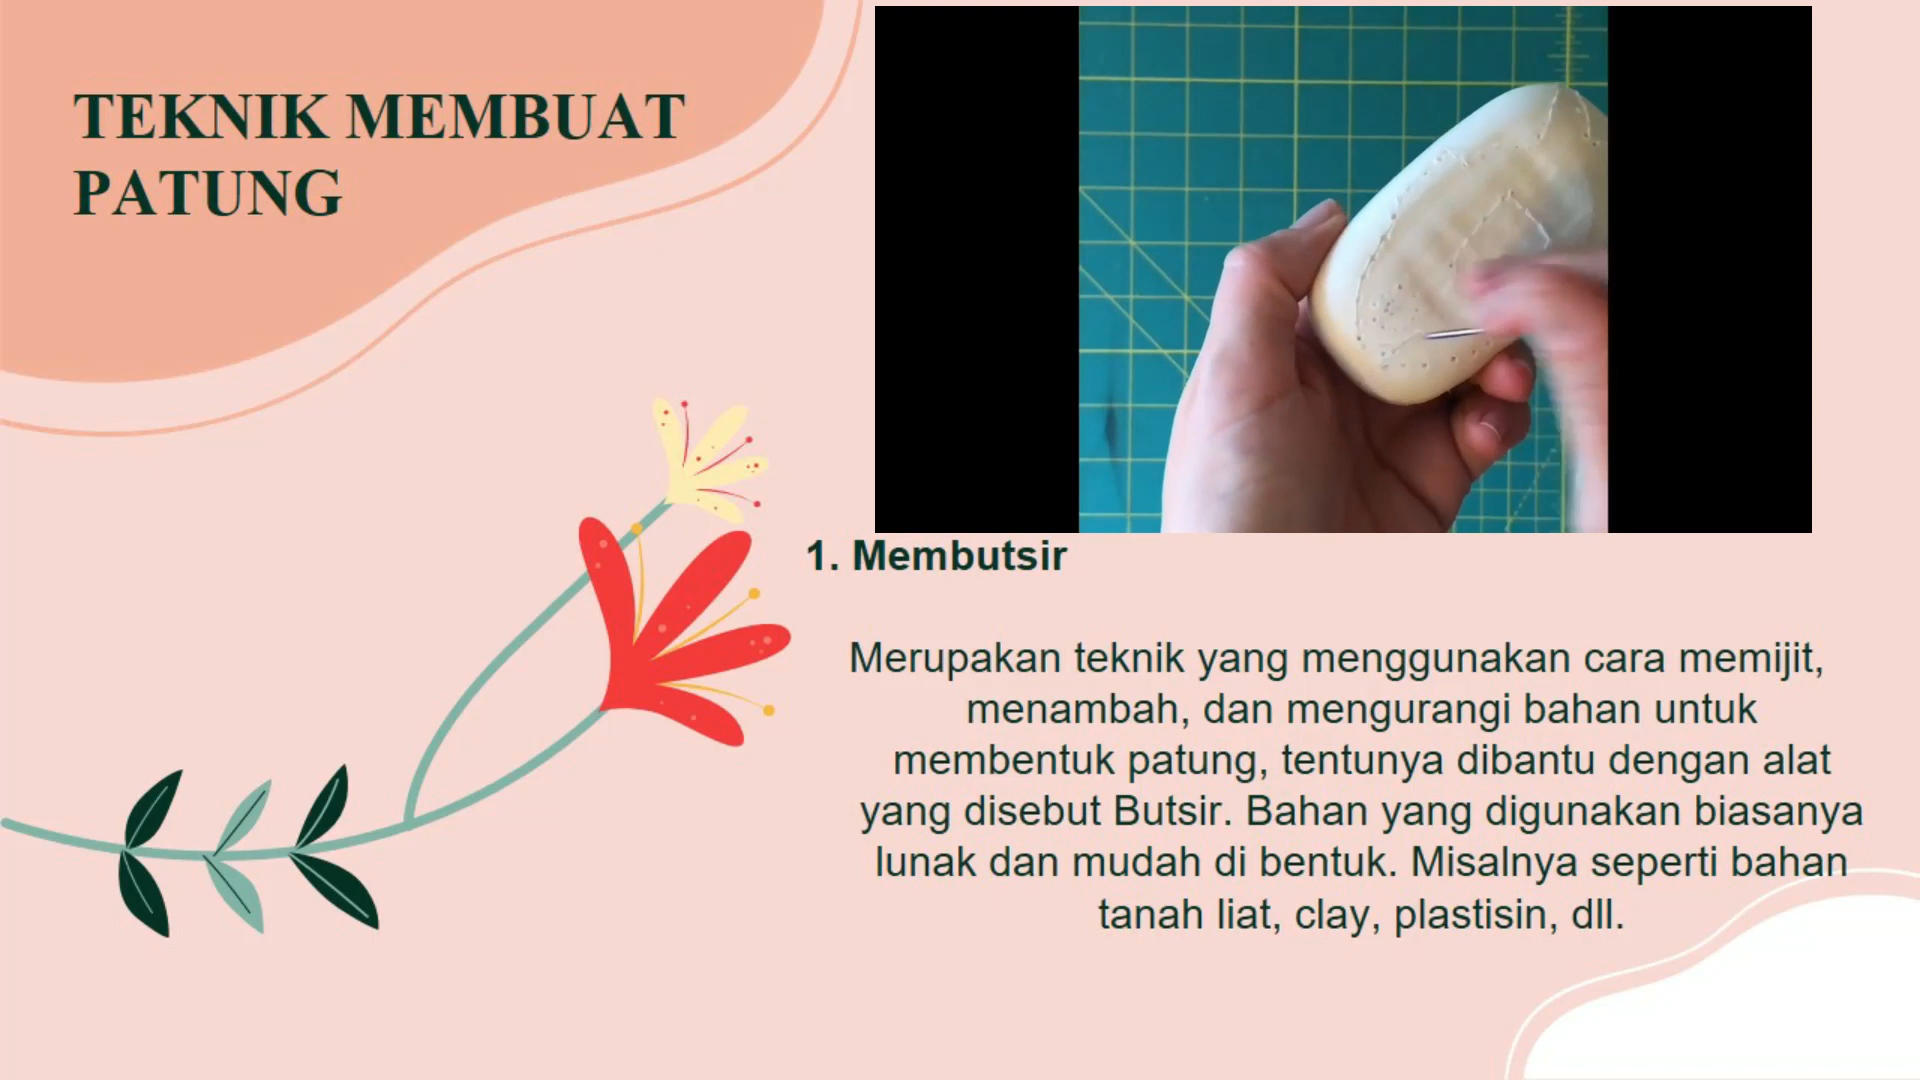 TEKNIK MEMBUAT
PATUNG
1. Membutsir
Merupakan teknik yang menggunakan cara memijit,
menambah, dan mengurangi bahan untuk
membentuk patung, tentunya dibantu dengan alat
yang disebut Butsir. Bahan yang digunakan biasanya
lunak dan mudah di bentuk. Misalnya seperti bahan
tanah liat, clay, plastisin, dll.